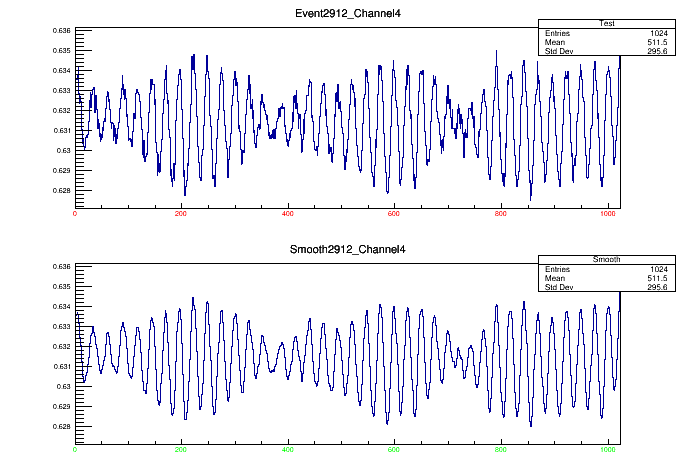 Event2912_Channel4
Test
Entries 1024
Mean 511.5
Std Dev 295.6
0.636
0.635
0.634
0.633
0.632
0.631
0.63
0.629
0.628
0 200 400 600 800 1000
Smooth2912_Channel4
Smooth
Entries 1024
Mean 511.5
Std Dev 295.6
0.636
0.635
0.634
0.633
0.632
0.631
0.63
0.629
0.628
0 200 400 600 800 1000